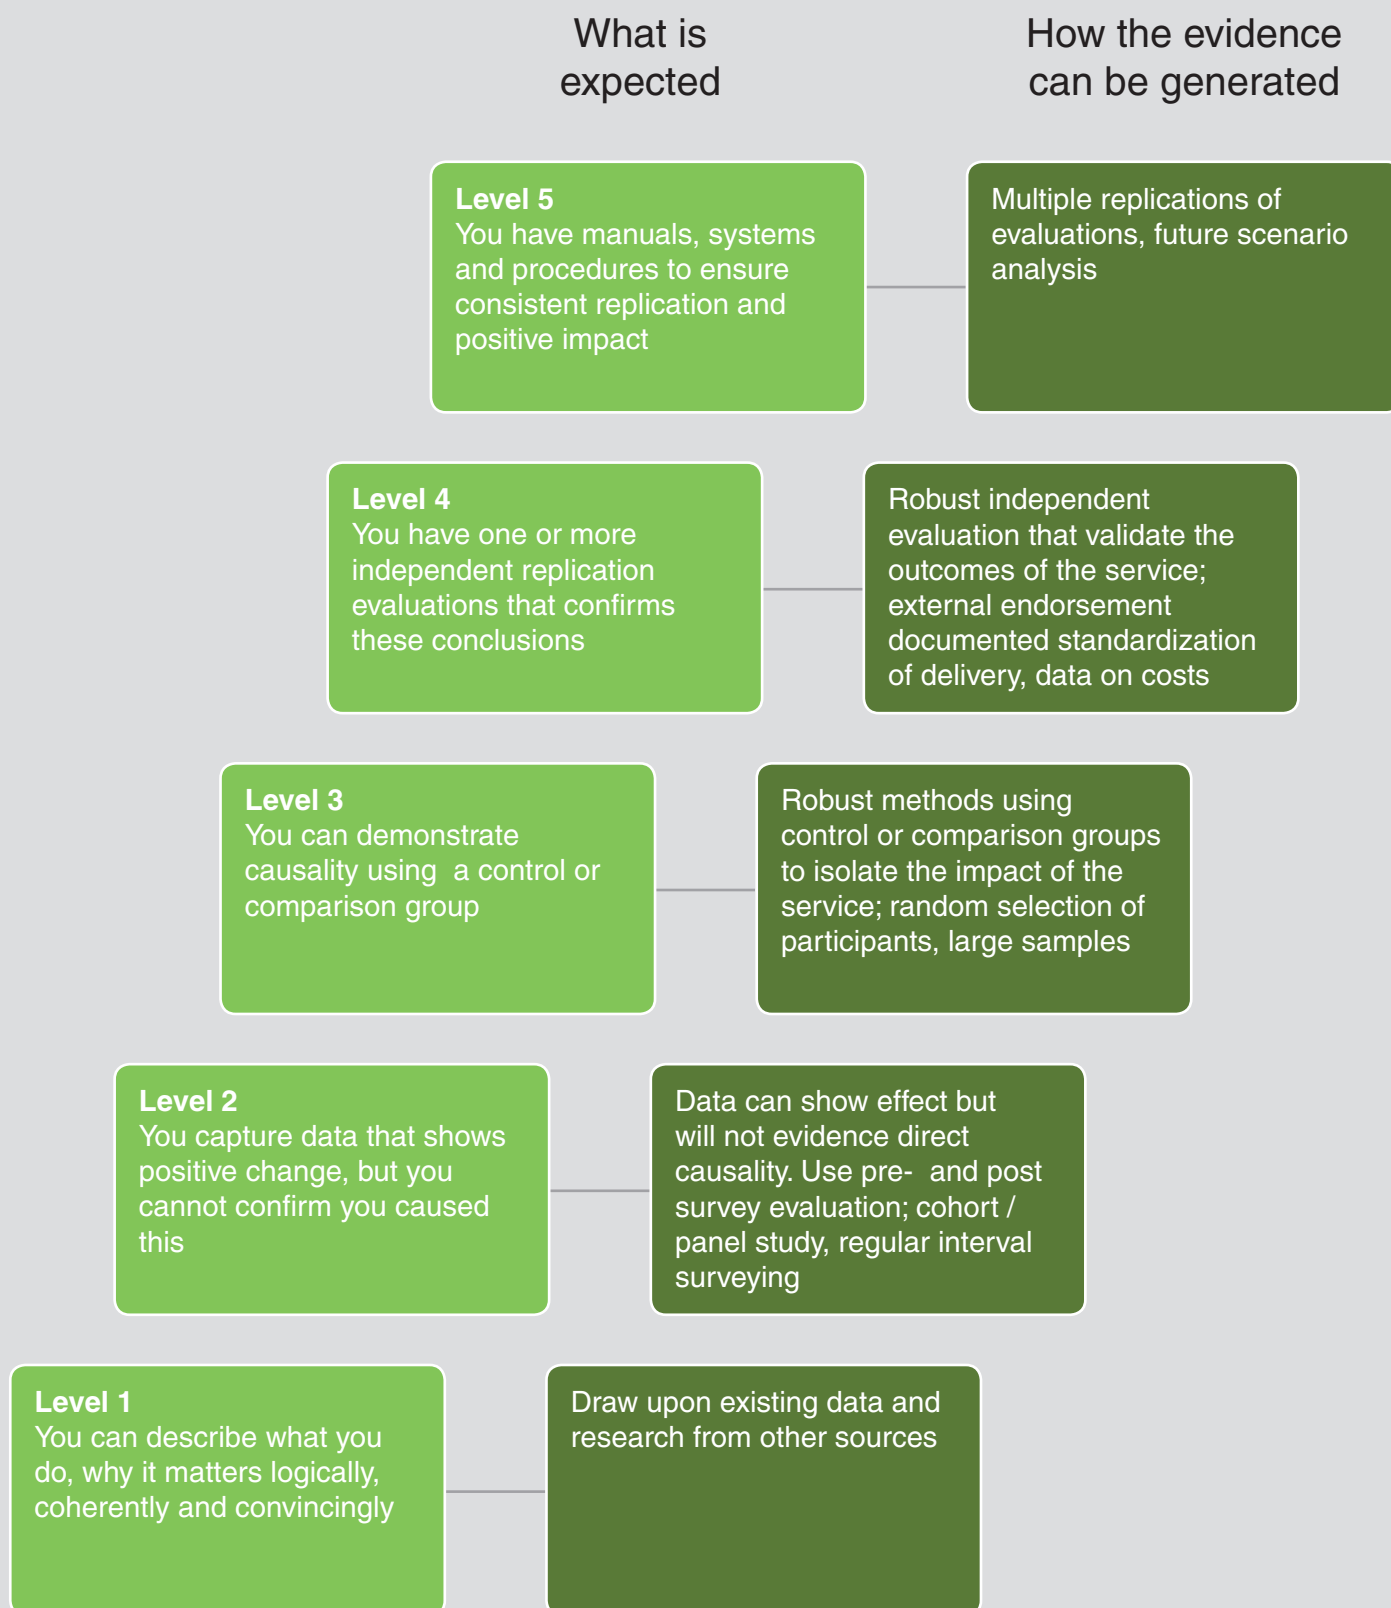 What is
expected
How the evidence
can be generated
Level 5
You have manuals, systems
and procedures to ensure
consistent replication and
positive impact
Multiple replications of
evaluations, future scenario
analysis
Level 4
You have one or more
independent replication
evaluations that confirms
these conclusions
Robust independent
evaluation that validate the
outcomes of the service;
external endorsement
documented standardization
of delivery, data on costs
Level 3
You can demonstrate
causality using  a control or
comparison group
Robust methods using
control or comparison groups
to isolate the impact of the
service; random selection of
participants, large samples
Level 2
You capture data that shows
positive change, but you
cannot confirm you caused
this
Data can show effect but
will not evidence direct
causality. Use pre-  and post
survey evaluation; cohort /
panel study, regular interval
surveying
Level 1
You can describe what you
do, why it matters logically,
coherently and convincingly
Draw upon existing data and
research from other sources